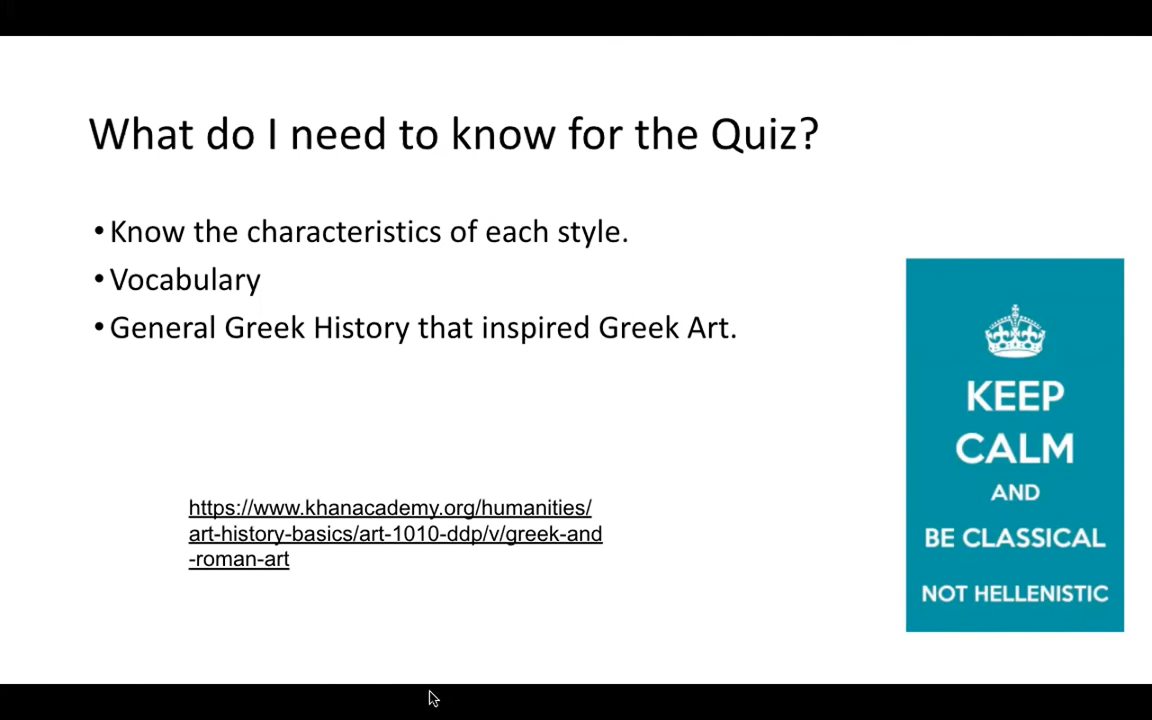 What do I need to know for the Quiz?
•Know the characteristics of each style.
•Vocabulary
•General Greek History that inspired Greek Art.
https://www.khanacademy.org/humanities/
art-history-basics/art-1010-ddp/v/greek-and
-roman-art
KEEP
CALM
AND
BE CLASSICAL
NOT HELLENISTIC